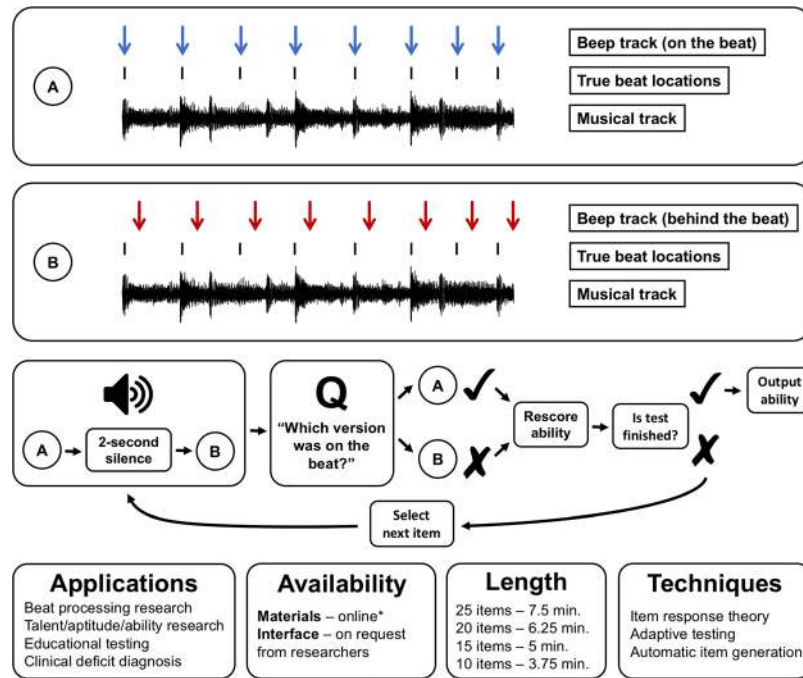 Beep track (on the beat)
A
True beat locations
Musical track
Beep track (behind the beat)
B
True beat locations
Musical track
A
2-second
silence
B
Q
“Which version
was on the
beat?”
A
B
Rescore
ability
Is test
finished?
Output
ability
Select
next item
Applications
Beat processing research
Talent/aptitude/ability research
Educational testing
Clinical deficit diagnosis
Availability
Materials – online*
Interface – on request
from researchers
Length
25 items – 7.5 min.
20 items – 6.25 min.
15 items – 5 min.
10 items – 3.75 min.
Techniques
Item response theory
Adaptive testing
Automatic item generation